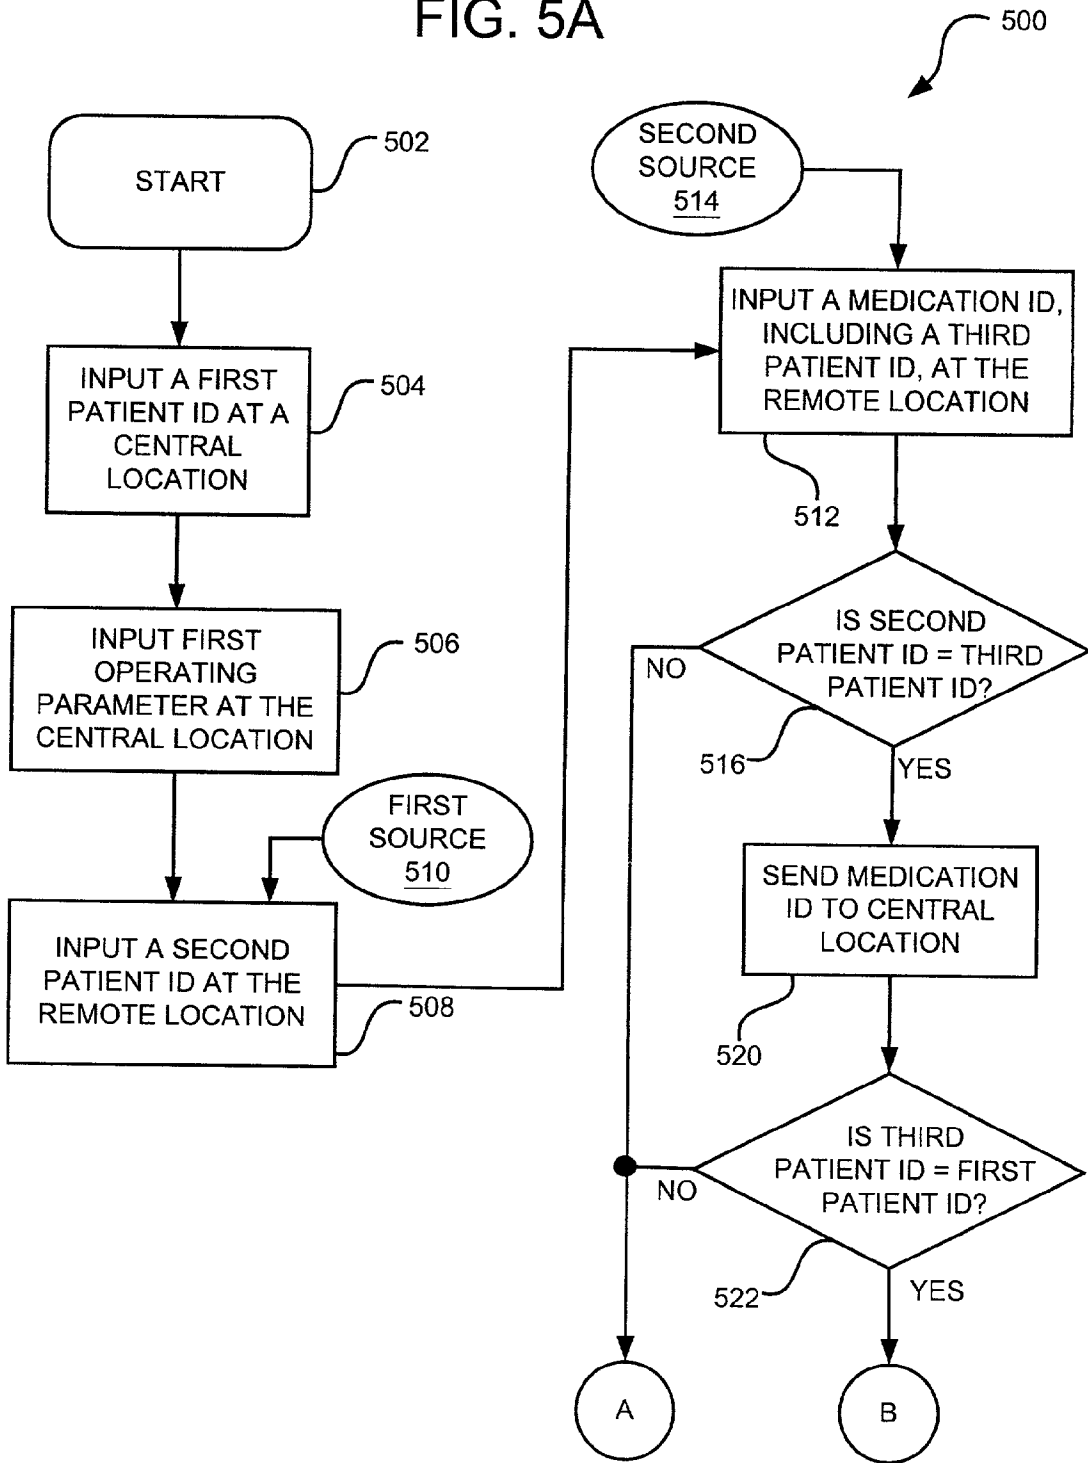 FIG. 5A
500
START
502
INPUT A FIRST
PATIENT ID AT A
CENTRAL
LOCATION
504
INPUT FIRST
OPERATING
PARAMETER AT THE
CENTRAL LOCATION
506
FIRST
SOURCE
510
INPUT A SECOND
PATIENT ID AT THE
REMOTE LOCATION
508
SECOND
SOURCE
514
INPUT A MEDICATION ID,
INCLUDING A THIRD
PATIENT ID, AT THE
REMOTE LOCATION
512
IS SECOND
PATIENT ID = THIRD
PATIENT ID?
NO
516
YES
SEND MEDICATION
ID TO CENTRAL
LOCATION
520
IS THIRD
PATIENT ID = FIRST
PATIENT ID?
NO
522
YES
A
B